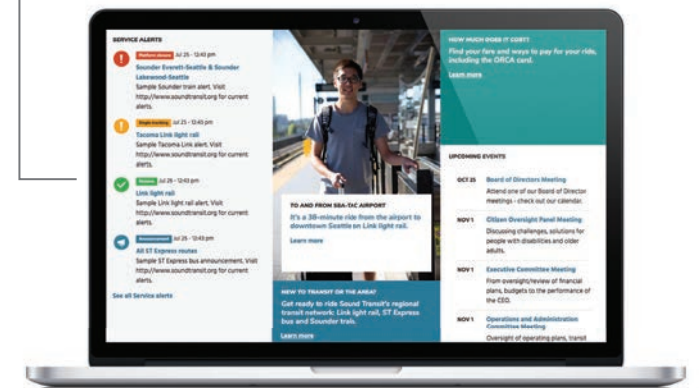 SERVICE ALERTS
Platform closure Jul 25 - 12:43 pm
Sounder Everett-Seattle & Sounder
Lakewood-Seattle
Sample Sounder train alert. Visit
http://www.soundtransit.org for current
alerts.
Single tracking Jul 25 - 12:43 pm
Tacoma Link light rail
Sample Tacoma Link alert. Visit
http://www.soundtransit.org for current
alerts.
Jul 26 - 12:43 pm
Link light rail
Sample Link light rail alert. Visit
http://www.soundtransit.org for current
alerts.
Announcement Jul 25 - 12:43 pm
All ST Express routes
Sample ST Express bus announcement. Visit
http://www.soundtransit.org for current
alerts.
See all Service alerts
TO AND FROM SEA-TAC AIRPORT
It's a 38-minute ride from the airport to
downtown Seattle on Link light rail.
Learn more
NEW TO TRANSIT OR THE AREA?
Get ready to ride Sound Transit's regional
transit network: Link light rail, ST Express
bus and Sounder train.
Learn more
HOW MUCH DOES IT COST?
Find your fare and ways to pay for your ride,
including the ORCA card.
Learn more
UPCOMING EVENTS
OCT 25 Board of Directors Meeting
Attend one of our Board of Director
meetings - check out our calendar.
NOV 1 Citizen Oversight Panel Meeting
Discussing challenges, solutions for
people with disabilities and older
adults.
NOV 1 Executive Committee Meeting
From oversight/review of financial
plans, budgets to the performance of
the CEO.
NOV 1 Operations and Administration
Committee Meeting
Oversight of operating plans, transit